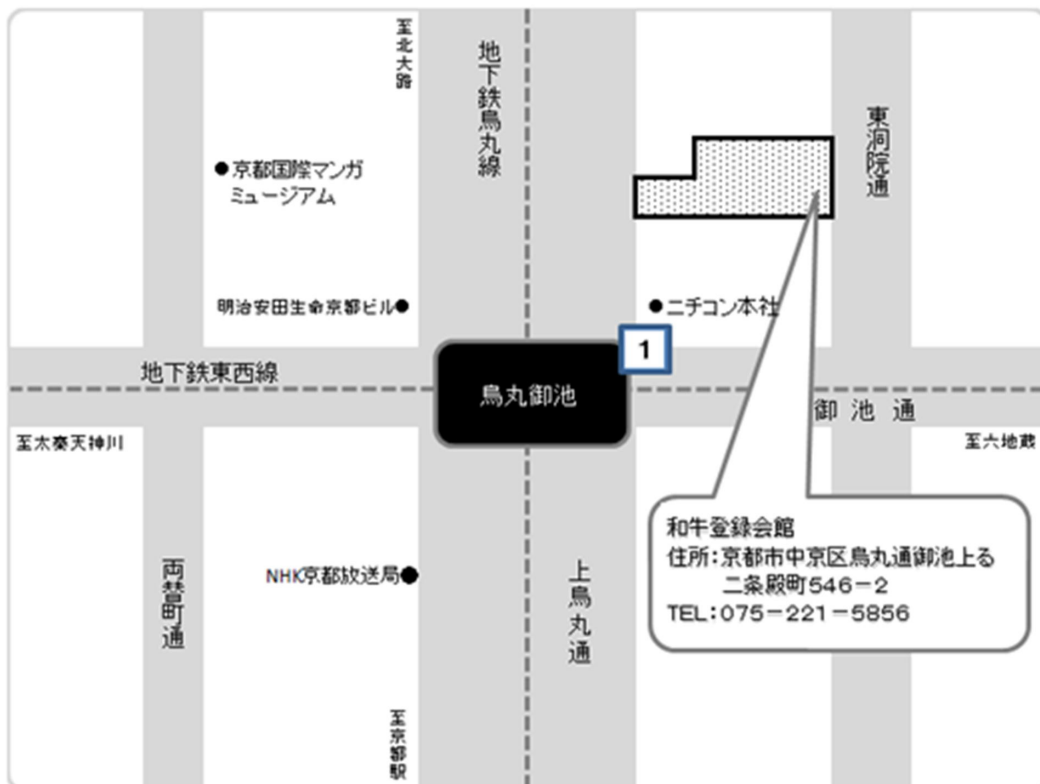 至北大路
地下鉄烏丸線
東洞院通
京都国際マンガ
ミュージアム
明治安田生命京都ビル
ニチコン本社
1
地下鉄東西線
烏丸御池
御池通
至太秦天神川
至六地蔵
和牛登録会館
住所:京都市中京区烏丸通御池上る
二条殿町546-2
TEL:075-221-5856
両替町通
NHK京都放送局
上烏丸通
至京都駅